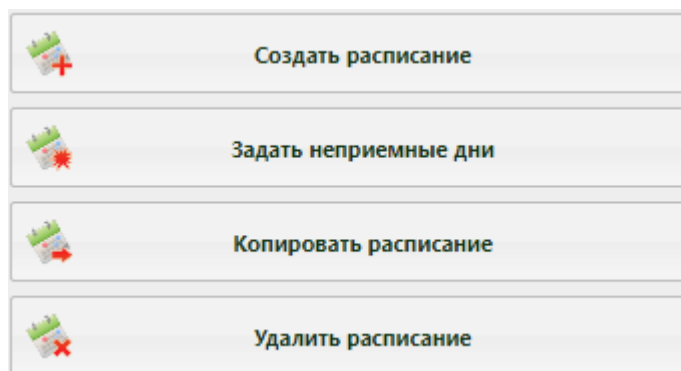 Создать расписание
Задать неприемные дни
Копировать расписание
Удалить расписание